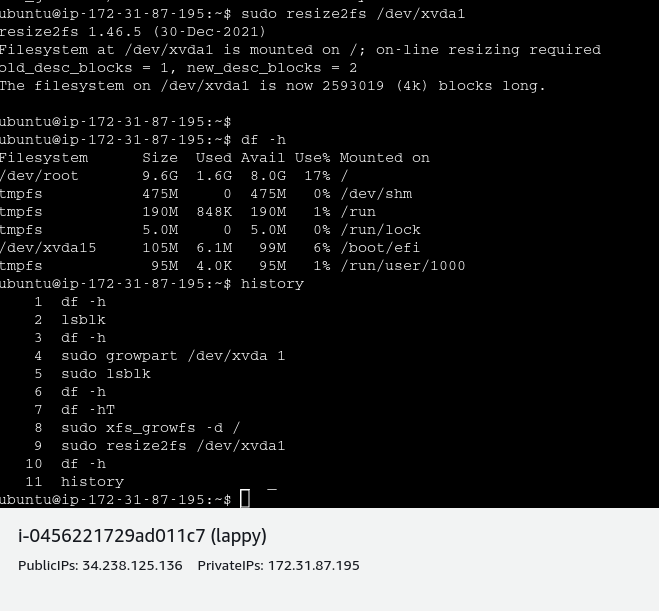 ubuntu@ip-172-31-87-195:~$ sudo resize2fs /dev/xvda1
resize2fs 1.46.5 (30-Dec-2021)
Filesystem at /dev/xvda1 is mounted on /; on-line resizing required
old_desc_blocks = 1, new_desc_blocks = 2
The filesystem on /dev/xvda1 is now 2593019 (4k) blocks long.
ubuntu@ip-172-31-87-195:~$
ubuntu@ip-172-31-87-195:~$ df -h
Filesystem      Size  Used Avail Use% Mounted on
/dev/root       9.6G  1.6G  8.0G  17% /
tmpfs           475M     0  475M   0% /dev/shm
tmpfs           190M  848K  190M   1% /run
tmpfs           5.0M     0  5.0M   0% /run/lock
/dev/xvda15     105M  6.1M   99M   6% /boot/efi
tmpfs            95M  4.0K   95M   1% /run/user/1000
ubuntu@ip-172-31-87-195:~$ history
    1  df -h
    2  lsblk
    3  df -h
    4  sudo growpart /dev/xvda 1
    5  sudo lsblk
    6  df -h
    7  df -hT
    8  sudo xfs_growfs -d /
    9  sudo resize2fs /dev/xvda1
   10  df -h
   11  history
ubuntu@ip-172-31-87-195:~$
i-0456221729ad011c7 (lappy)
PublicIPs: 34.238.125.136    PrivateIPs: 172.31.87.195